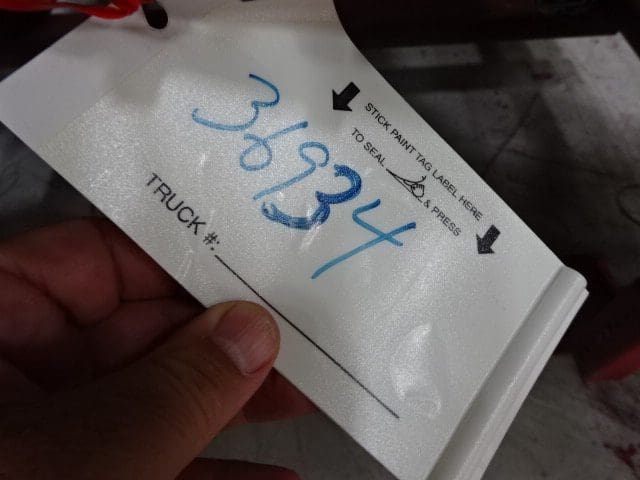 36934
STICK PAINT TAG LABEL HERE
TO SEAL & PRESS
TRUCK #: